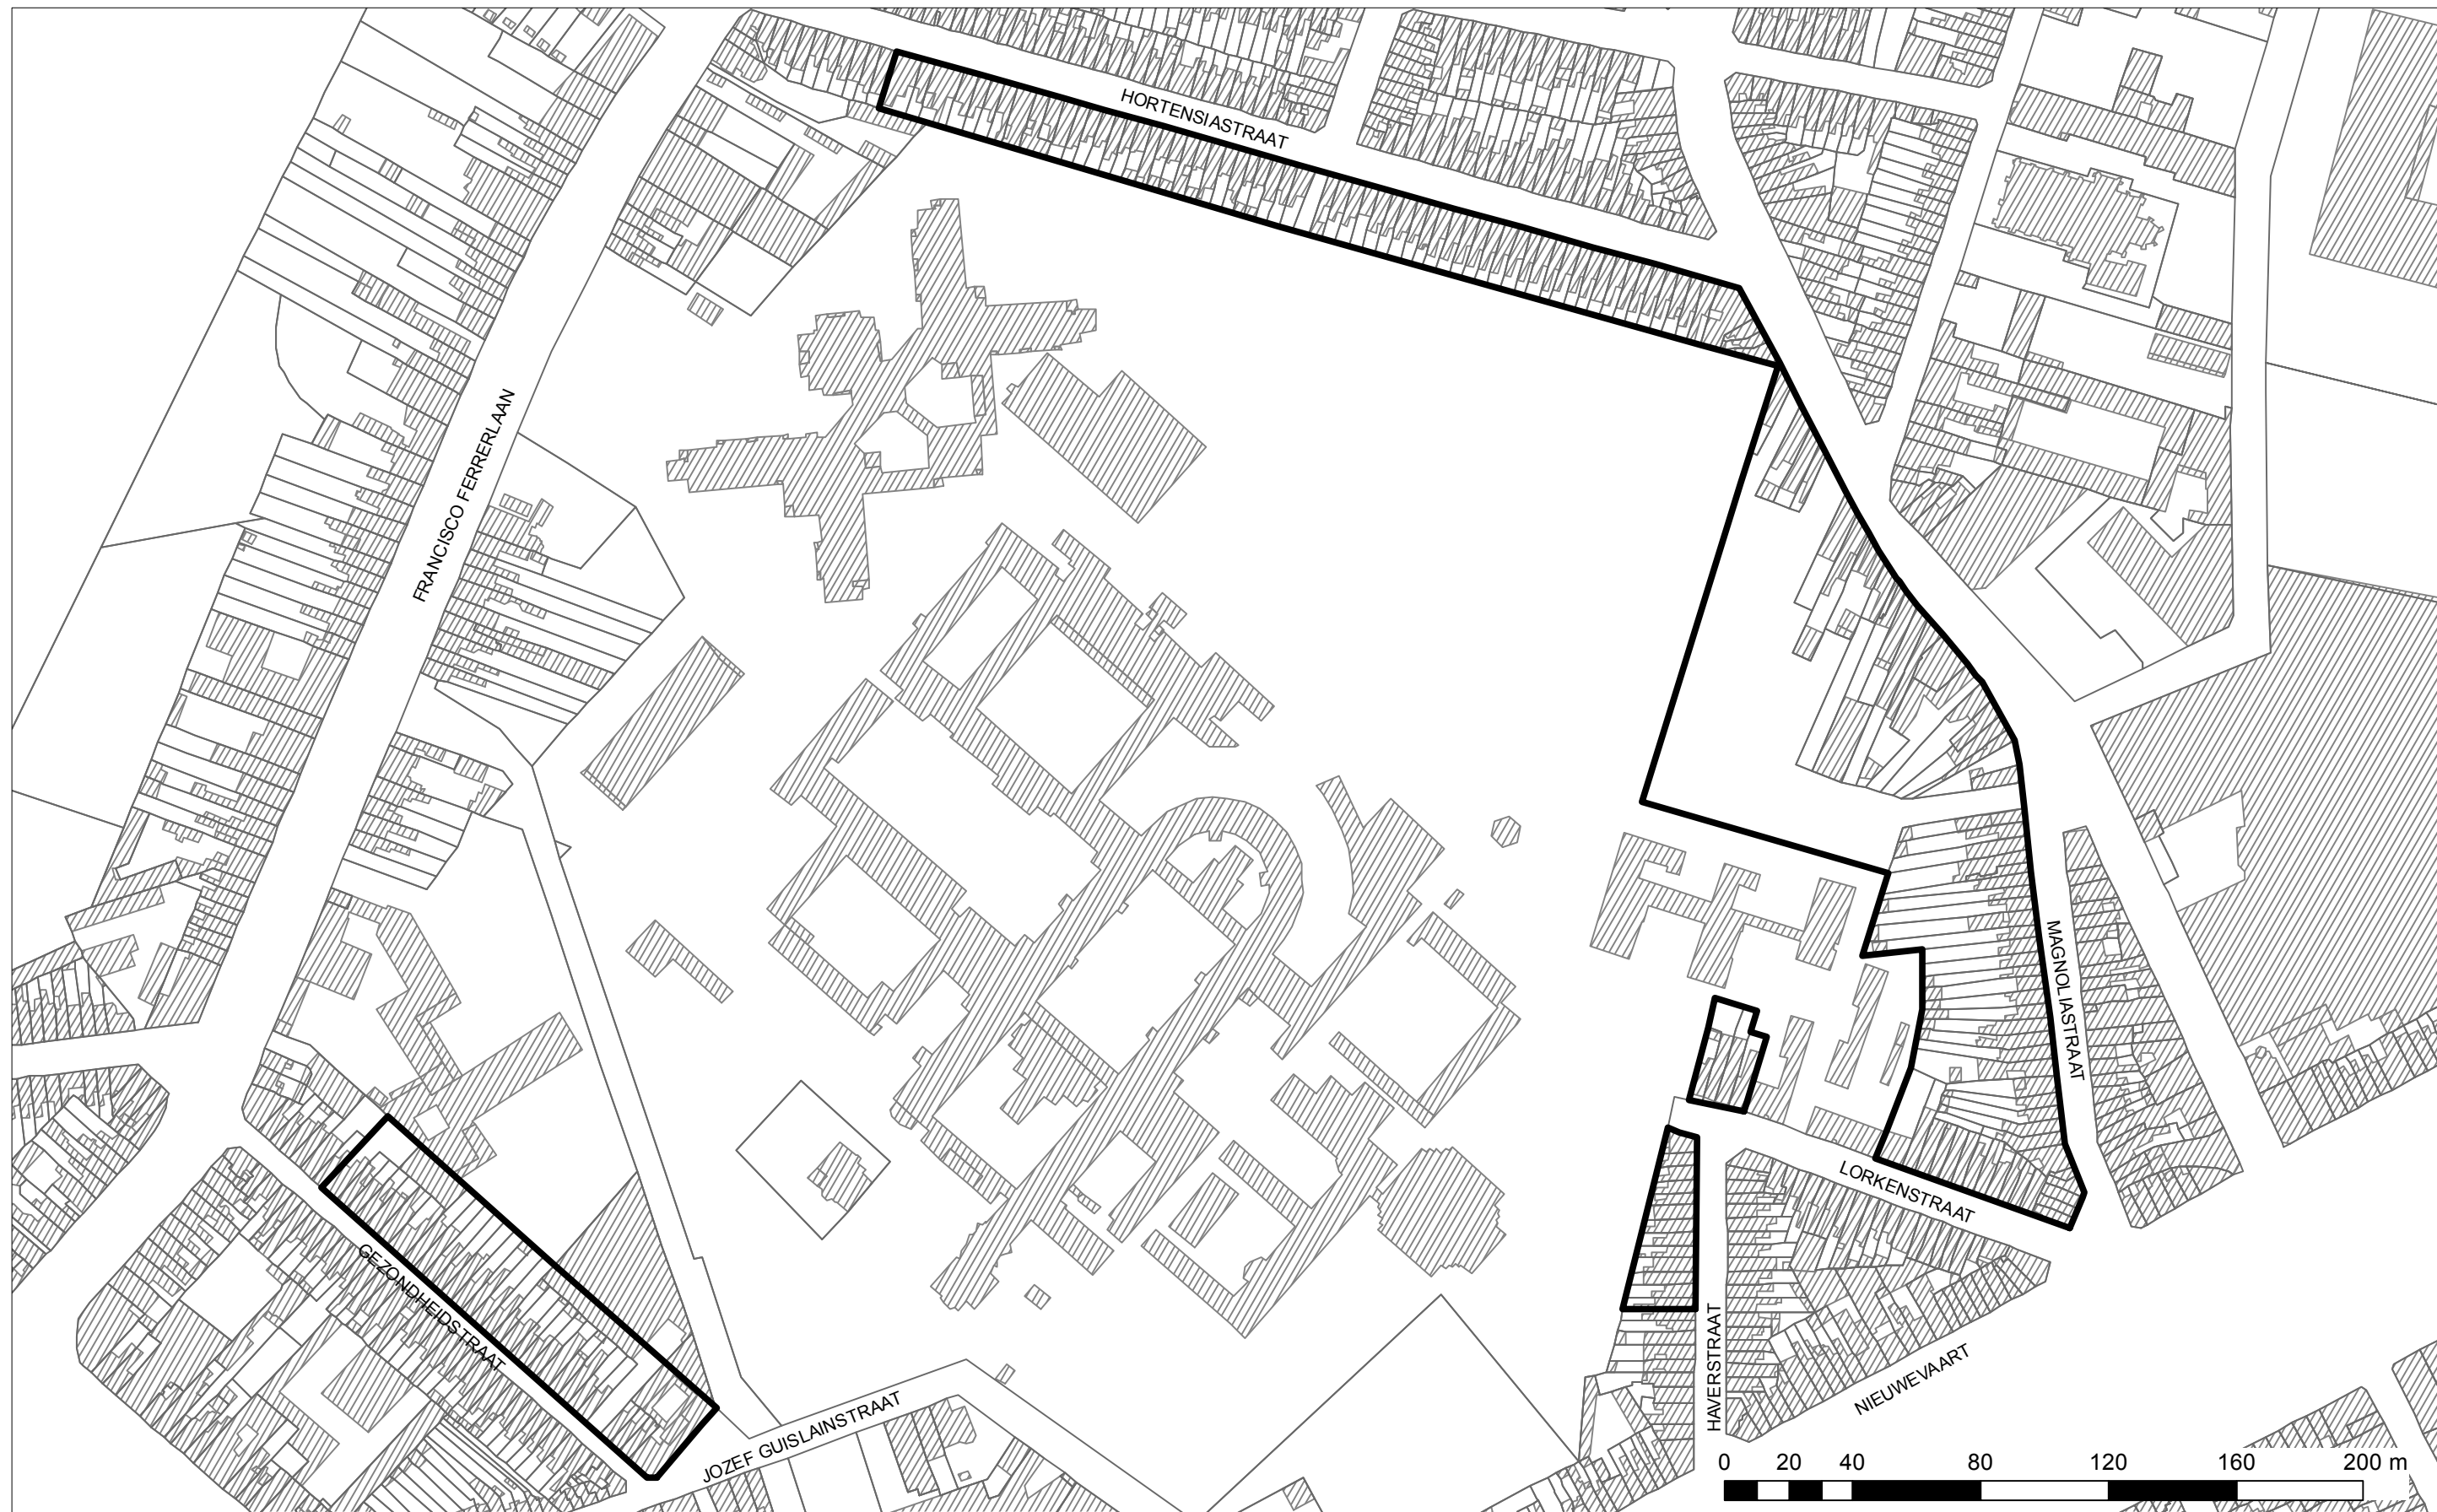 HORTENSIASTRAAT
FRANCISCO FERRERLAAN
MAGNOLIASTRAAT
LORKENSTRAAT
GEZONDHEIDSTRAAT
HAVERSTRAAT
NIEUWEVAART
JOZEF GUISLAINSTRAAT
0 20 40 80 120 160 200 m